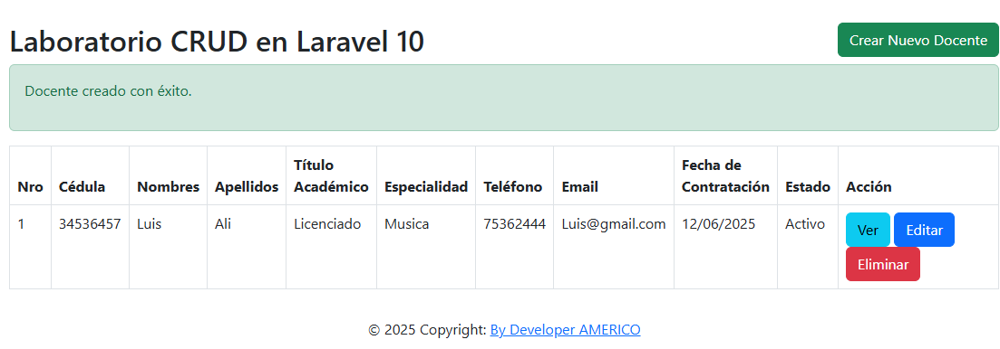 Laboratorio CRUD en Laravel 10
Crear Nuevo Docente
Docente creado con éxito.
Nro Cédula Nombres Apellidos Título Académico Especialidad Teléfono Email Fecha de Contratación Estado Acción
1 34536457 Luis Ali Licenciado Musica 75362444 Luis@gmail.com 12/06/2025 Activo Ver Editar
Eliminar
© 2025 Copyright: By Developer AMERICO